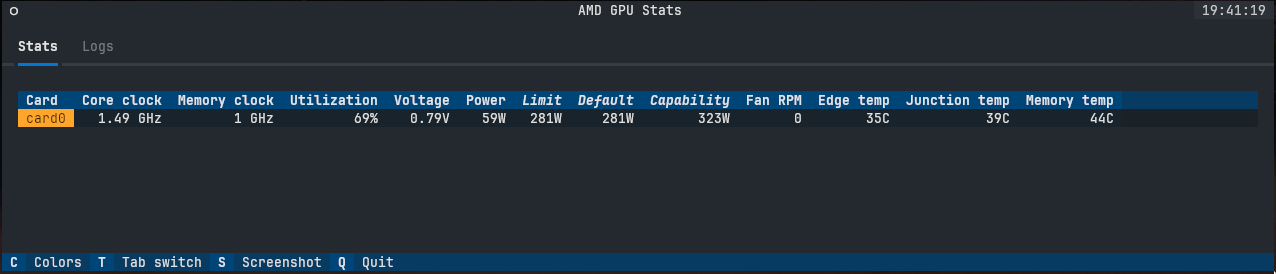 AMD GPU Stats 19:41:19
Stats Logs
Card Core clock Memory clock Utilization Voltage Power Limit Default Capability Fan RPM Edge temp Junction temp Memory temp
card0 1.49 GHz 1 GHz 69% 0.79V 59W 281W 281W 323W 0 35C 39C 44C
C Colors T Tab switch S Screenshot Q Quit